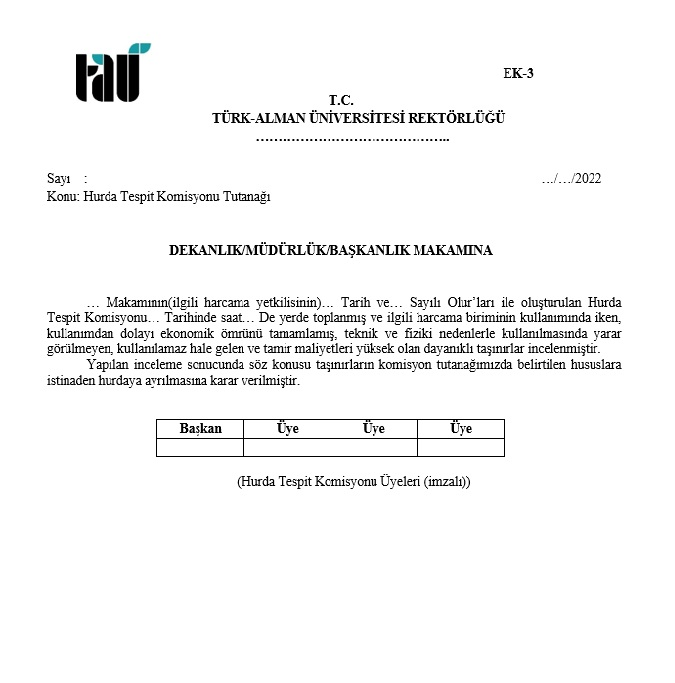 tau
EK-3
T.C.
TÜRK-ALMAN ÜNİVERSİTESİ REKTÖRLÜĞÜ
……………………………………..
Sayı :
…/…/2022
Konu: Hurda Tespit Komisyonu Tutanağı
DEKANLIK/MÜDÜRLÜK/BAŞKANLIK MAKAMINA
… Makamının(ilgili harcama yetkilisinin)… Tarih ve… Sayılı Olur’ları ile oluşturulan Hurda
Tespit Komisyonu… Tarihinde saat… De yerde toplanmış ve ilgili harcama biriminin kullanımında iken,
kullanımdan dolayı ekonomik ömrünü tamamlamış, teknik ve fiziki nedenlerle kullanılmasında yarar
görülmeyen, kullanılamaz hale gelen ve tamir maliyetleri yüksek olan dayanıklı taşınırlar incelenmiştir.
Yapılan inceleme sonucunda söz konusu taşınırların komisyon tutanağımızda belirtilen hususlara
istinaden hurdaya ayrılmasına karar verilmiştir.
Başkan Üye Üye Üye
(Hurda Tespit Komisyonu Üyeleri (imzalı))